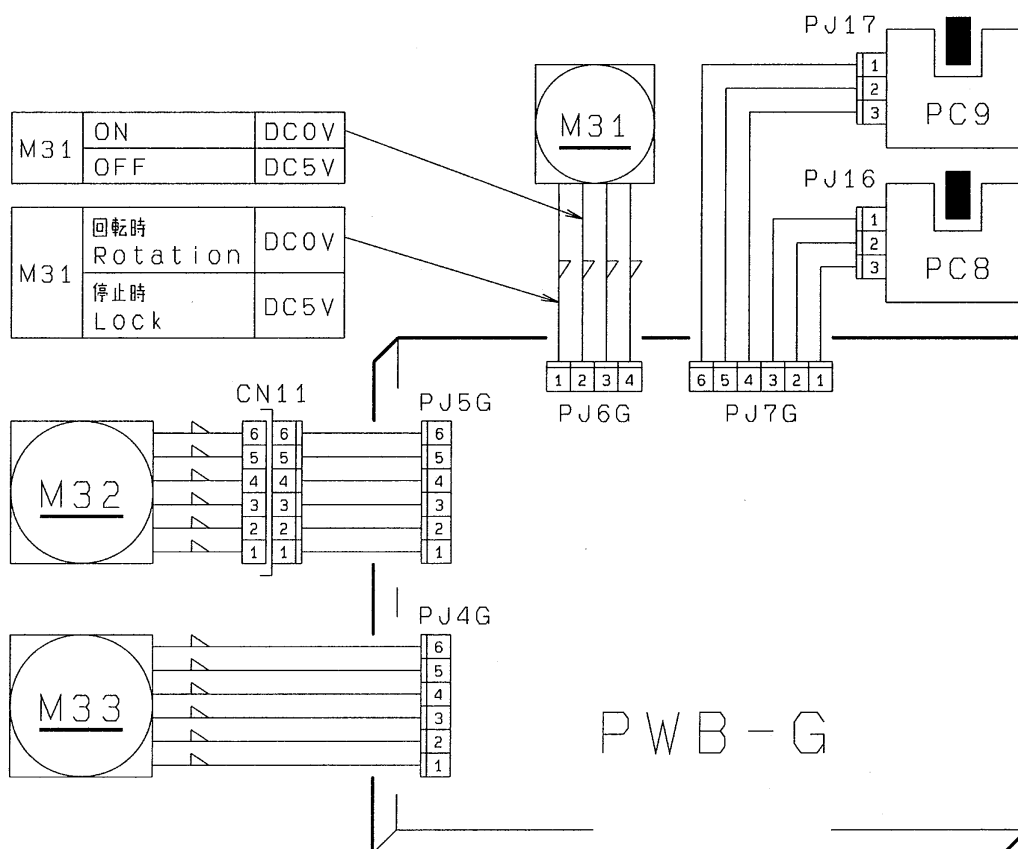 PJ17
1
2
3
PC9
M31
M31 ON DC0V
OFF DC5V
PJ16
1
2
3
PC8
M31 回転時 Rotation DC0V
停止時 Lock DC5V
1 2 3 4
PJ6G
6 5 4 3 2 1
PJ7G
CN11
PJ5G
M32
6 6 6
5 5 5
4 4 4
3 3 3
2 2 2
1 1 1
PJ4G
M33
6
5
4
3
2
1
PWB-G